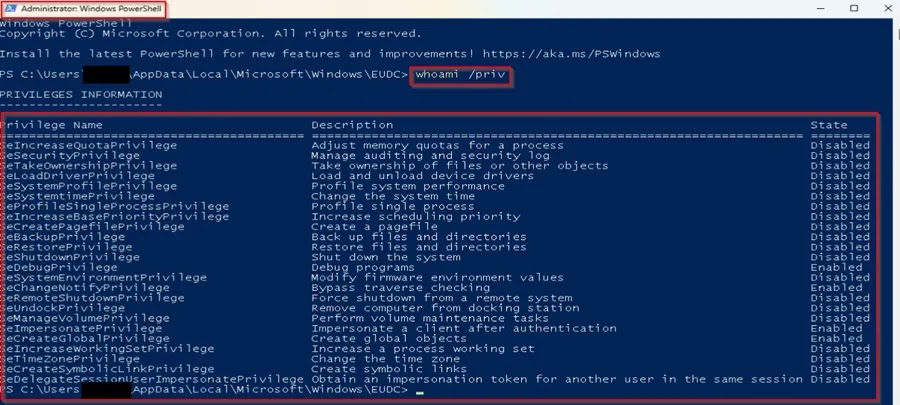 Administrator: Windows PowerShell
Windows PowerShell
Copyright (C) Microsoft Corporation. All rights reserved.
Install the latest PowerShell for new features and improvements! https://aka.ms/PSWindows
PS C:\Users\ \AppData\Local\Microsoft\Windows\EUDC> whoami /priv
PRIVILEGES INFORMATION
----------------------
Privilege Name Description State
========================================= ================================================================== ========
SeIncreaseQuotaPrivilege Adjust memory quotas for a process Disabled
SeSecurityPrivilege Manage auditing and security log Disabled
SeTakeOwnershipPrivilege Take ownership of files or other objects Disabled
SeLoadDriverPrivilege Load and unload device drivers Disabled
SeSystemProfilePrivilege Profile system performance Disabled
SeSystemtimePrivilege Change the system time Disabled
SeProfileSingleProcessPrivilege Profile single process Disabled
SeIncreaseBasePriorityPrivilege Increase scheduling priority Disabled
SeCreatePagefilePrivilege Create a pagefile Disabled
SeBackupPrivilege Back up files and directories Disabled
SeRestorePrivilege Restore files and directories Disabled
SeShutdownPrivilege Shut down the system Disabled
SeDebugPrivilege Debug programs Enabled
SeSystemEnvironmentPrivilege Modify firmware environment values Disabled
SeChangeNotifyPrivilege Bypass traverse checking Enabled
SeRemoteShutdownPrivilege Force shutdown from a remote system Disabled
SeUndockPrivilege Remove computer from docking station Disabled
SeManageVolumePrivilege Perform volume maintenance tasks Disabled
SeImpersonatePrivilege Impersonate a client after authentication Enabled
SeCreateGlobalPrivilege Create global objects Enabled
SeIncreaseWorkingSetPrivilege Increase a process working set Disabled
SeTimeZonePrivilege Change the time zone Disabled
SeCreateSymbolicLinkPrivilege Create symbolic links Disabled
SeDelegateSessionUserImpersonatePrivilege Obtain an impersonation token for another user in the same session Disabled
PS C:\Users\ \AppData\Local\Microsoft\Windows\EUDC>